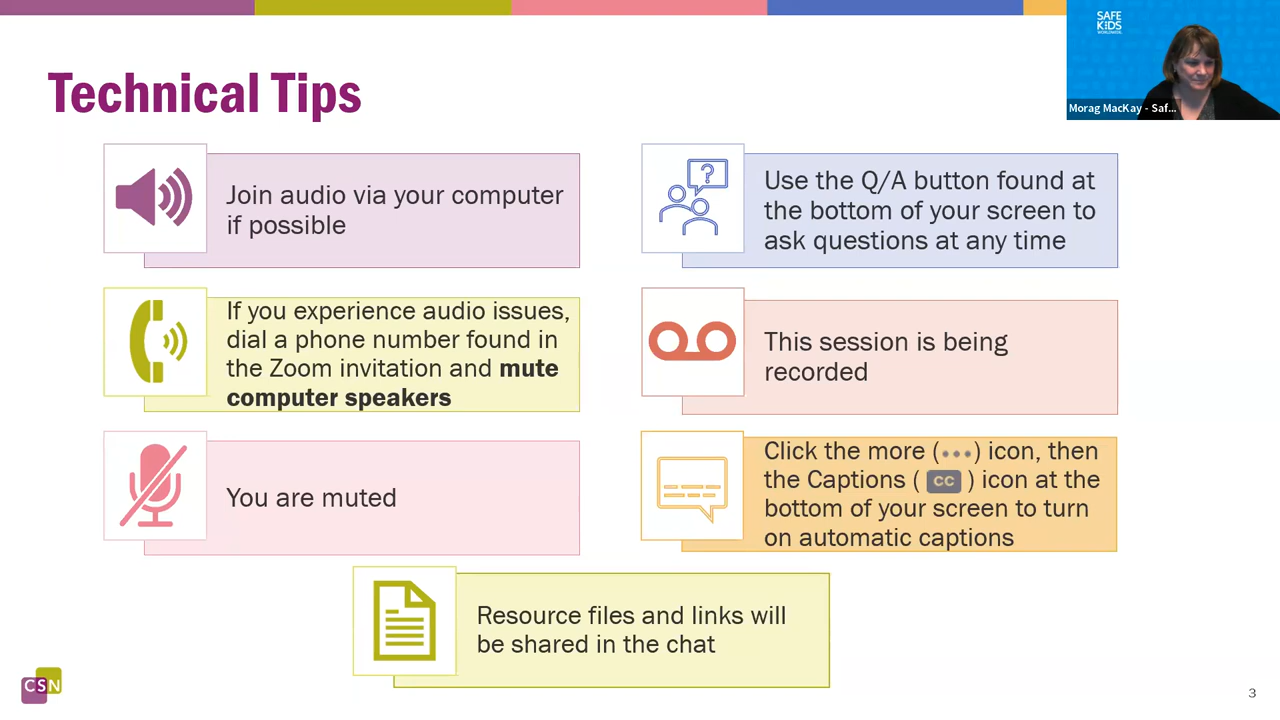 SAFE
KIDS
WORLDWIDE
Morag MacKay - Saf...
Technical Tips
Join audio via your computer
if possible
Use the Q/A button found at
the bottom of your screen to
ask questions at any time
If you experience audio issues,
dial a phone number found in
the Zoom invitation and mute
computer speakers
This session is being
recorded
You are muted
Click the more (•••) icon, then
the Captions ( CC ) icon at the
bottom of your screen to turn
on automatic captions
Resource files and links will
be shared in the chat
CSN
3